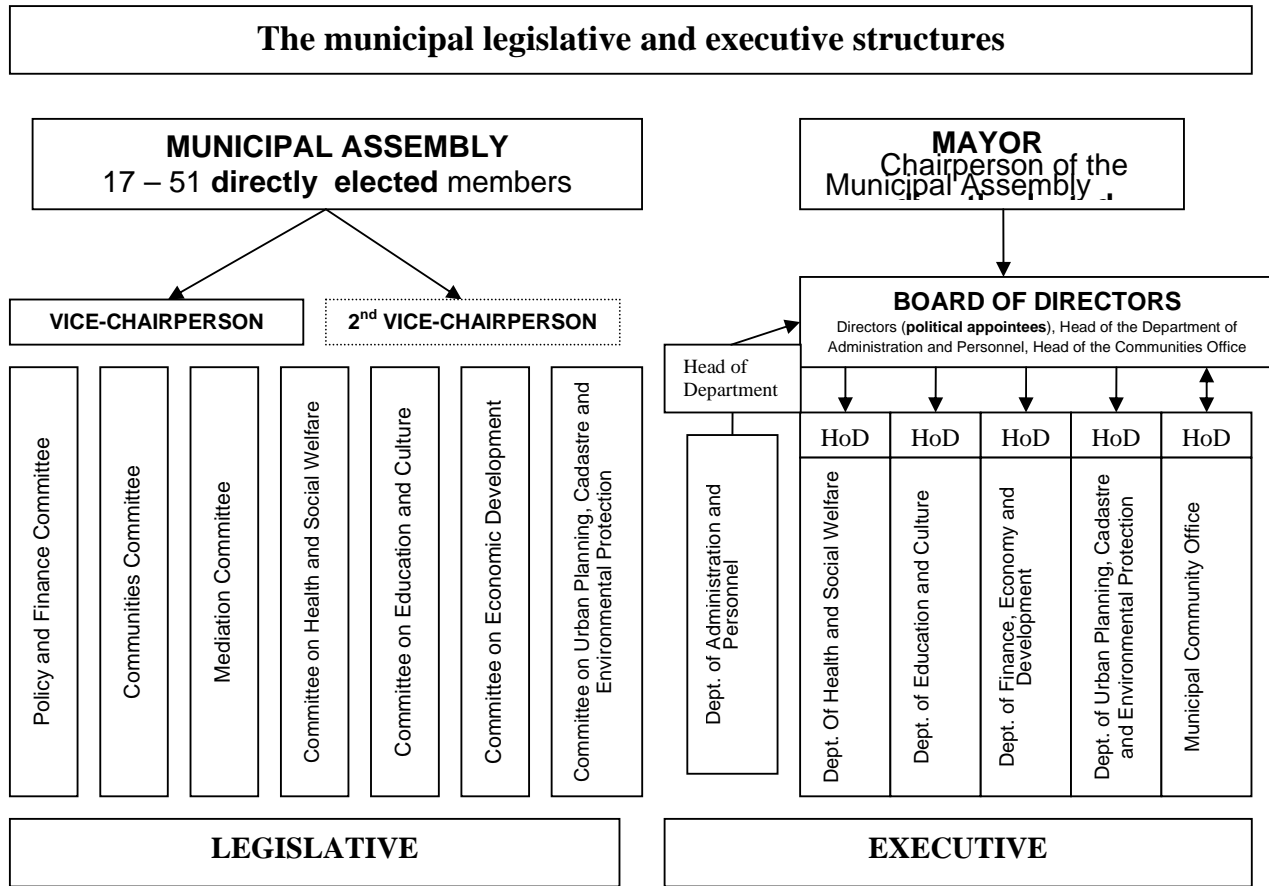 The municipal legislative and executive structures
MUNICIPAL ASSEMBLY
17 – 51 directly elected members
VICE-CHAIRPERSON
2nd VICE-CHAIRPERSON
Policy and Finance Committee
Communities Committee
Mediation Committee
Committee on Health and Social Welfare
Committee on Education and Culture
Committee on Economic Development
Committee on Urban Planning, Cadastre and
Environmental Protection
LEGISLATIVE
MAYOR
Chairperson of the
Municipal Assembly
BOARD OF DIRECTORS
Directors (political appointees), Head of the Department of
Administration and Personnel, Head of the Communities Office
Head of
Department
Dept. of Administration and
Personnel
HoD
Dept. Of Health and Social Welfare
HoD
Dept. of Education and Culture
HoD
Dept. of Finance, Economy and
Development
HoD
Dept. of Urban Planning, Cadastre
and Environmental Protection
HoD
Municipal Community Office
EXECUTIVE